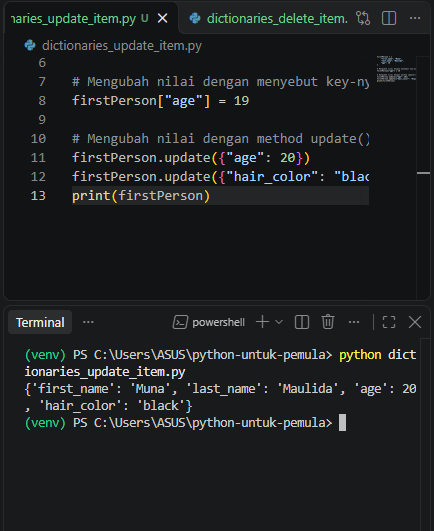 naries_update_item.py U
dictionaries_delete_item.
dictionaries_update_item.py
6
7 # Mengubah nilai dengan menyebut key-ny
8 firstPerson["age"] = 19
9
10 # Mengubah nilai dengan method update()
11 firstPerson.update({"age": 20})
12 firstPerson.update({"hair_color": "blac
13 print(firstPerson)
Terminal ··· powershell
(venv) PS C:\Users\ASUS\python-untuk-pemula> python dict
ionaries_update_item.py
{'first_name': 'Muna', 'last_name': 'Maulida', 'age': 20
, 'hair_color': 'black'}
(venv) PS C:\Users\ASUS\python-untuk-pemula>